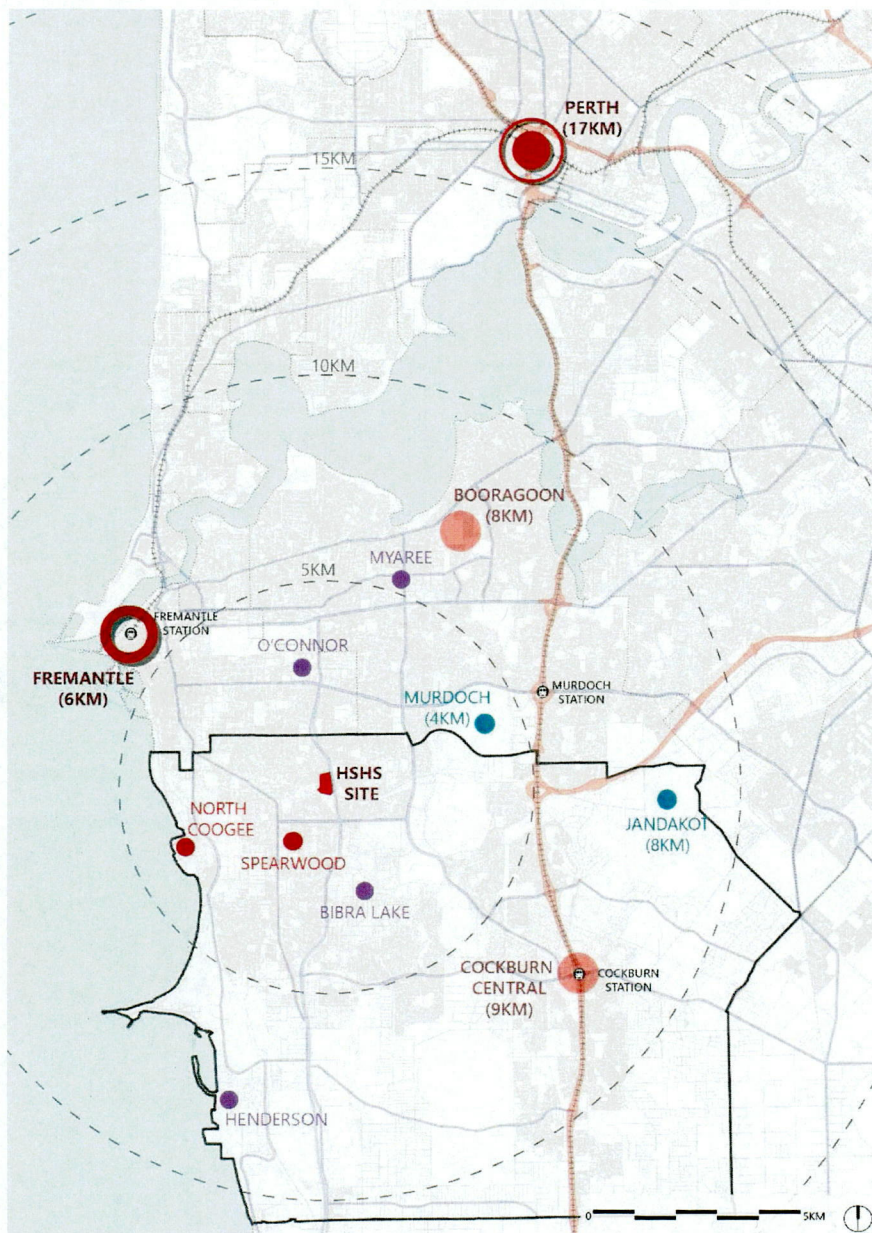 PERTH
(17KM)
15KM
10KM
BOORAGOON
(8KM)
MYAREE
5KM
FREMANTLE
STATION
O'CONNOR
FREMANTLE
(6KM)
MURDOCH
(4KM)
MURDOCH
STATION
HSHS
SITE
NORTH
COOGEE
JANDAKOT
(8KM)
SPEARWOOD
BIBRA LAKE
COCKBURN
CENTRAL
(9KM)
COCKBURN
STATION
HENDERSON
0 5KM